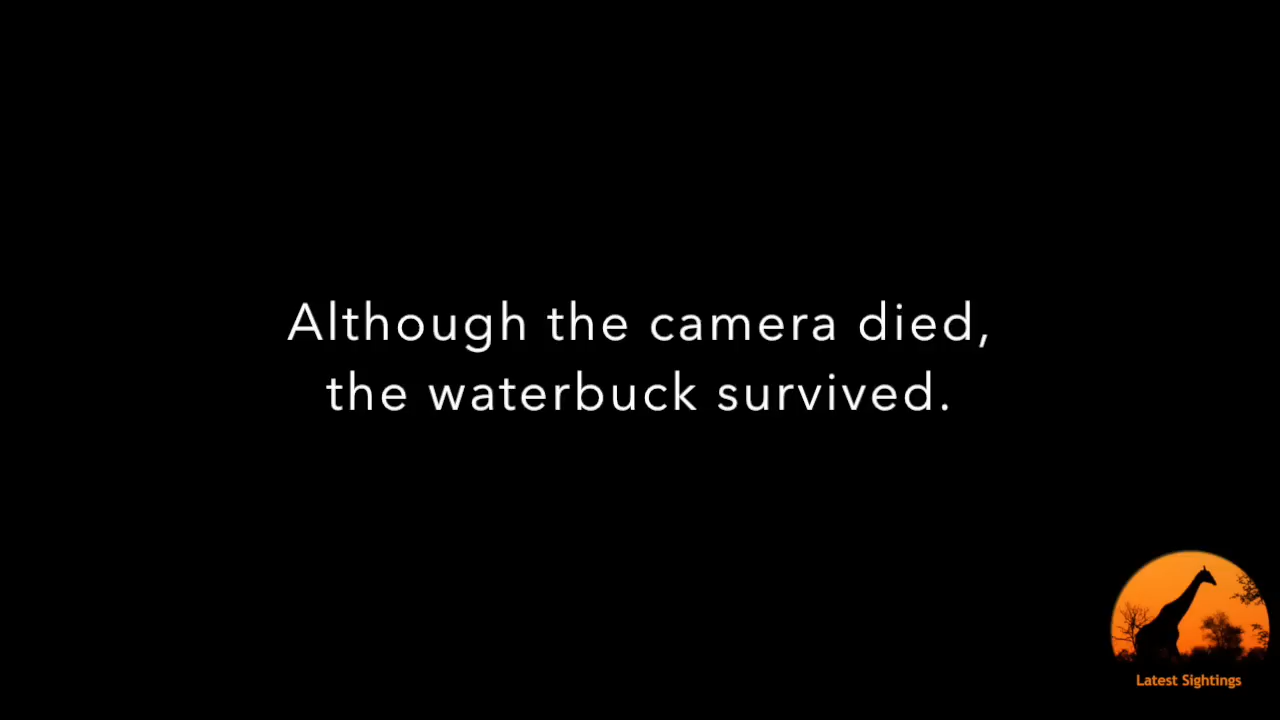 Although the camera died,
the waterbuck survived.
Latest Sightings